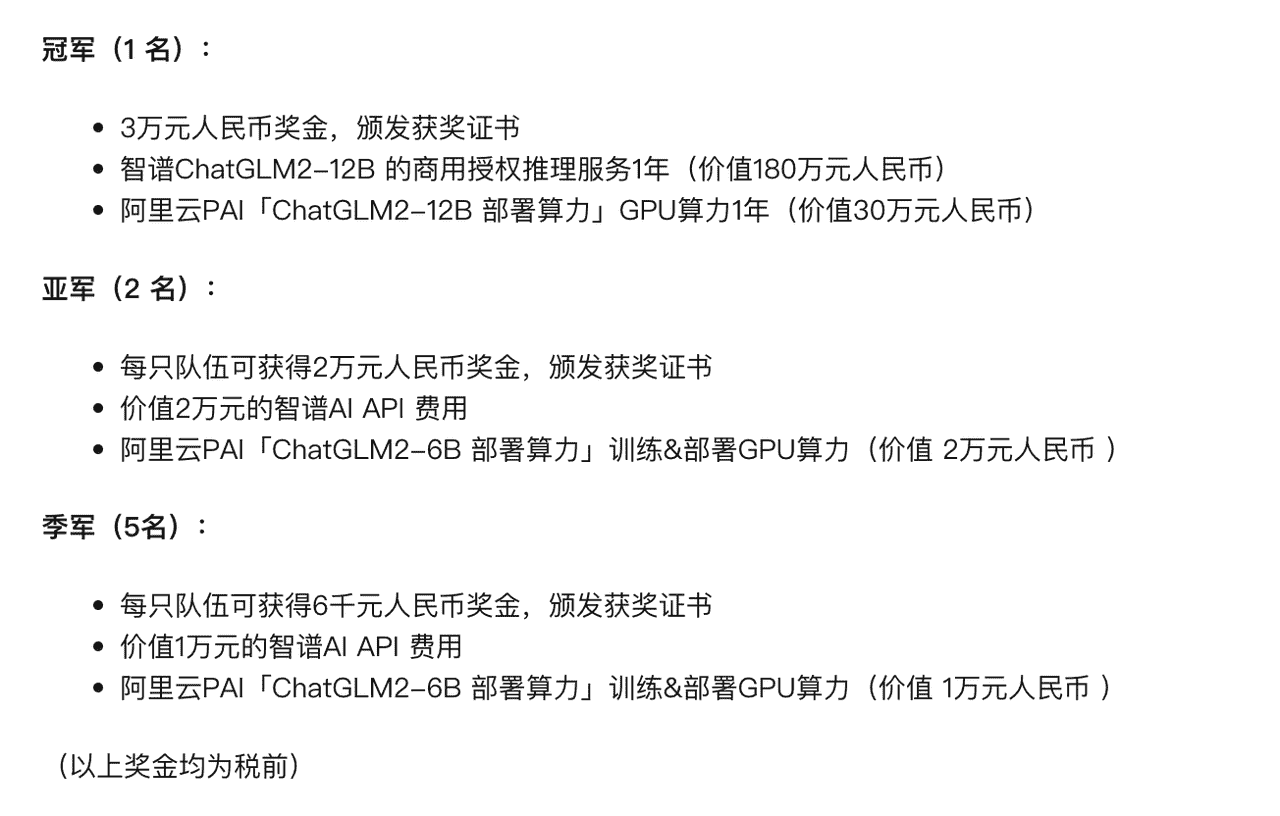 冠军（1 名）：
• 3万元人民币奖金，颁发获奖证书
• 智谱ChatGLM2-12B 的商用授权推理服务1年（价值180万元人民币）
• 阿里云PAI「ChatGLM2-12B 部署算力」GPU算力1年（价值30万元人民币）
亚军（2 名）：
• 每只队伍可获得2万元人民币奖金，颁发获奖证书
• 价值2万元的智谱AI API 费用
• 阿里云PAI「ChatGLM2-6B 部署算力」训练&部署GPU算力（价值 2万元人民币 ）
季军（5名）：
• 每只队伍可获得6千元人民币奖金，颁发获奖证书
• 价值1万元的智谱AI API 费用
• 阿里云PAI「ChatGLM2-6B 部署算力」训练&部署GPU算力（价值 1万元人民币 ）
（以上奖金均为税前）